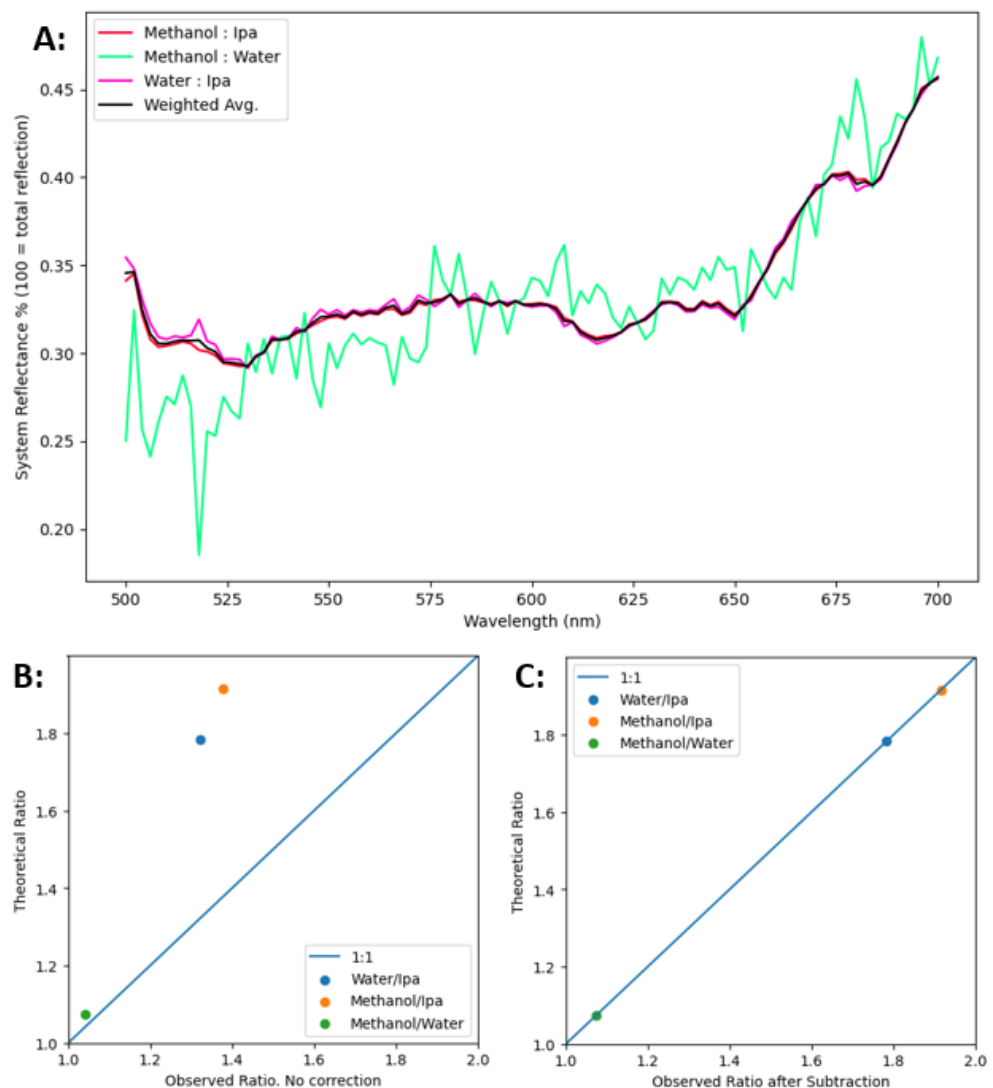 A:
Methanol : Ipa
Methanol : Water
Water : Ipa
Weighted Avg.
System Reflectance % (100 = total reflection)
0.45
0.40
0.35
0.30
0.25
0.20
500
525
550
575
600
625
650
675
700
Wavelength (nm)
B:
Theoretical Ratio
1.8
1.6
1.4
1.2
1.0
1:1
Water/Ipa
Methanol/Ipa
Methanol/Water
1.0
1.2
1.4
1.6
1.8
2.0
Observed Ratio. No correction
C:
1:1
Water/Ipa
Methanol/Ipa
Methanol/Water
Theoretical Ratio
1.8
1.6
1.4
1.2
1.0
1.0
1.2
1.4
1.6
1.8
2.0
Observed Ratio after Subtraction